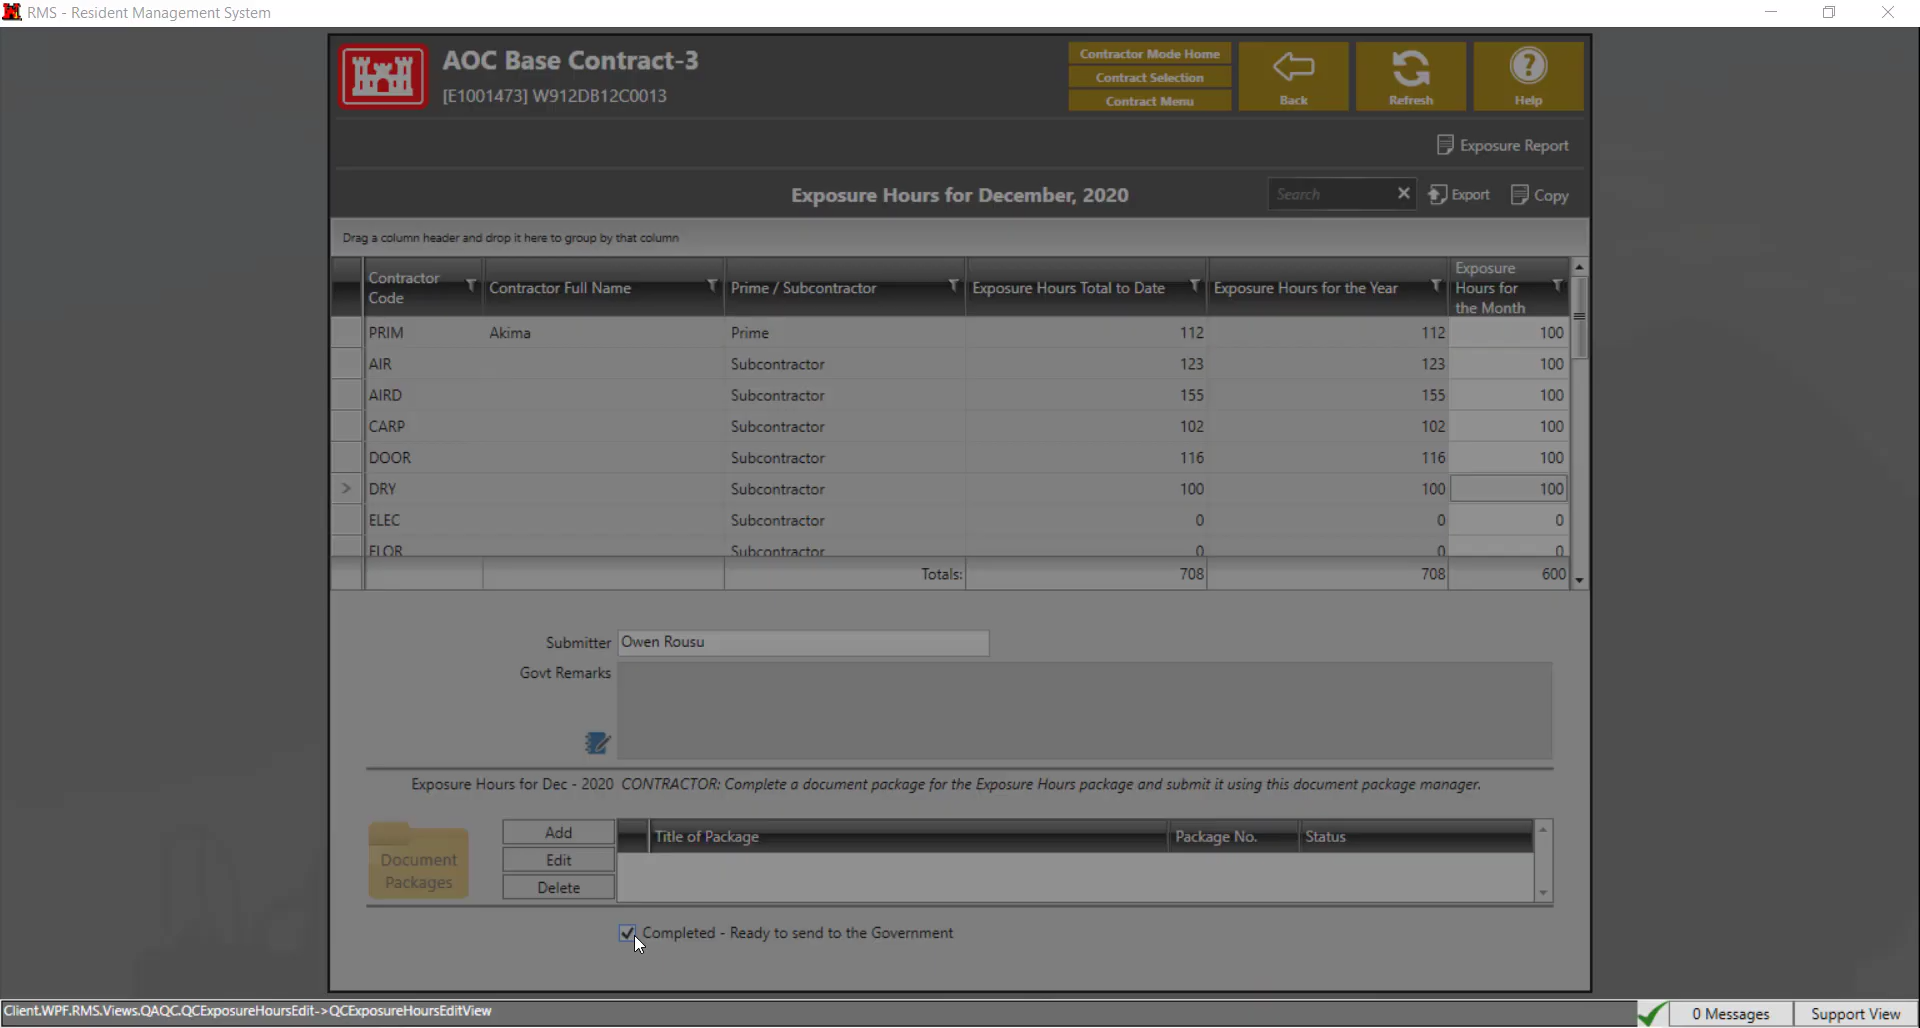 RMS - Resident Management System
AOC Base Contract-3
[E1001473] W912DB12C0013
Contractor Mode Home
Contract Selection
Contract Menu
Back
Refresh
Help
Exposure Report
Exposure Hours for December, 2020
Search
Export
Copy
Drag a column header and drop it here to group by that column
Contractor Code Contractor Full Name Prime / Subcontractor Exposure Hours Total to Date Exposure Hours for the Year Exposure Hours for the Month
PRIM Akima Prime 112 112 100
AIR Subcontractor 123 123 100
AIRD Subcontractor 155 155 100
CARP Subcontractor 102 102 100
DOOR Subcontractor 116 116 100
DRY Subcontractor 100 100 100
ELEC Subcontractor 0 0 0
FLOR Subcontractor 0 0 0
Totals: 708 708 600
Submitter Owen Rousu
Govt Remarks
Exposure Hours for Dec - 2020 CONTRACTOR: Complete a document package for the Exposure Hours package and submit it using this document package manager.
Document Packages
Add
Edit
Delete
Title of Package Package No. Status
Completed - Ready to send to the Government
Client.WPF.RMS.Views.QAQC.QCExposureHoursEdit->QCExposureHoursEditView
0 Messages
Support View